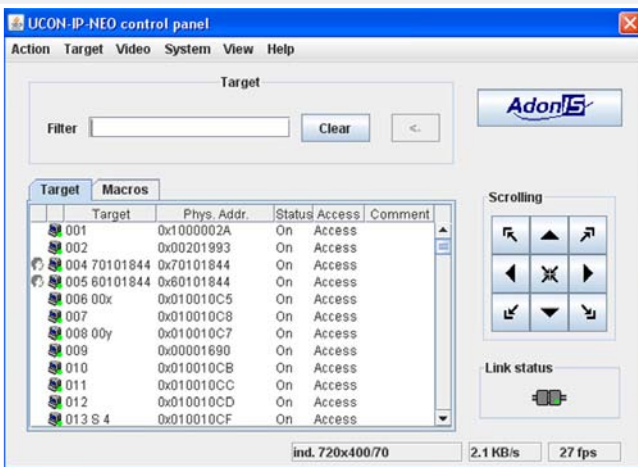 UCON-IP-NEO control panel
Action Target Video System View Help
Target
Filter Clear <.
AdonIS
Target Macros
Target Phys. Addr. Status Access Comment
001 0x1000002A On Access
002 0x00201993 On Access
004 70101844 0x70101844 On Access
005 60101844 0x60101844 On Access
006 00x 0x010010C5 On Access
007 0x010010C8 On Access
008 00y 0x010010C7 On Access
009 0x00001690 On Access
010 0x010010CB On Access
011 0x010010CC On Access
012 0x010010CD On Access
013 S 4 0x010010CF On Access
Scrolling
Link status
ind. 720x400/70 2.1 KB/s 27 fps